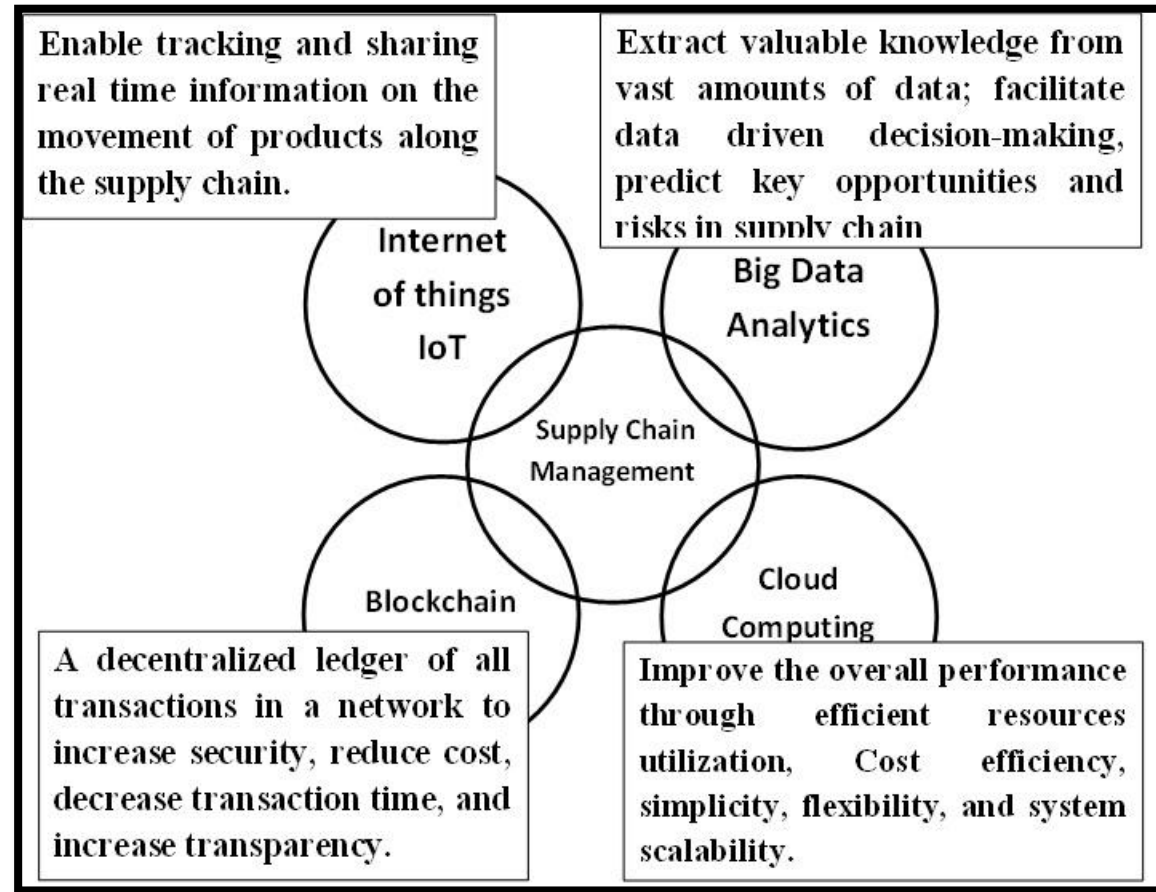 Enable tracking and sharing
real time information on the
movement of products along
the supply chain.
Extract valuable knowledge from
vast amounts of data; facilitate
data driven decision-making,
predict key opportunities and
risks in supply chain
Internet
of things
IoT
Big Data
Analytics
Supply Chain
Management
Blockchain
Cloud
Computing
A decentralized ledger of all
transactions in a network to
increase security, reduce cost,
decrease transaction time, and
increase transparency.
Improve the overall performance
through efficient resources
utilization, Cost efficiency,
simplicity, flexibility, and system
scalability.